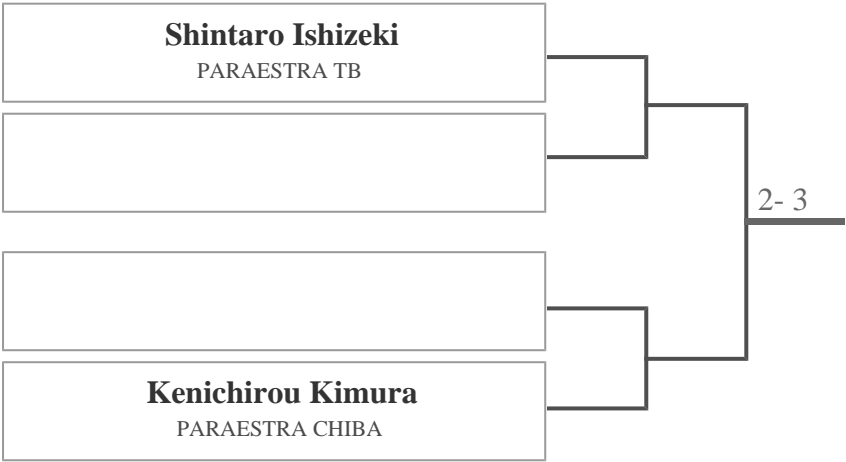 Shintaro Ishizeki
PARAESTRA TB
2- 3
Kenichirou Kimura
PARAESTRA CHIBA